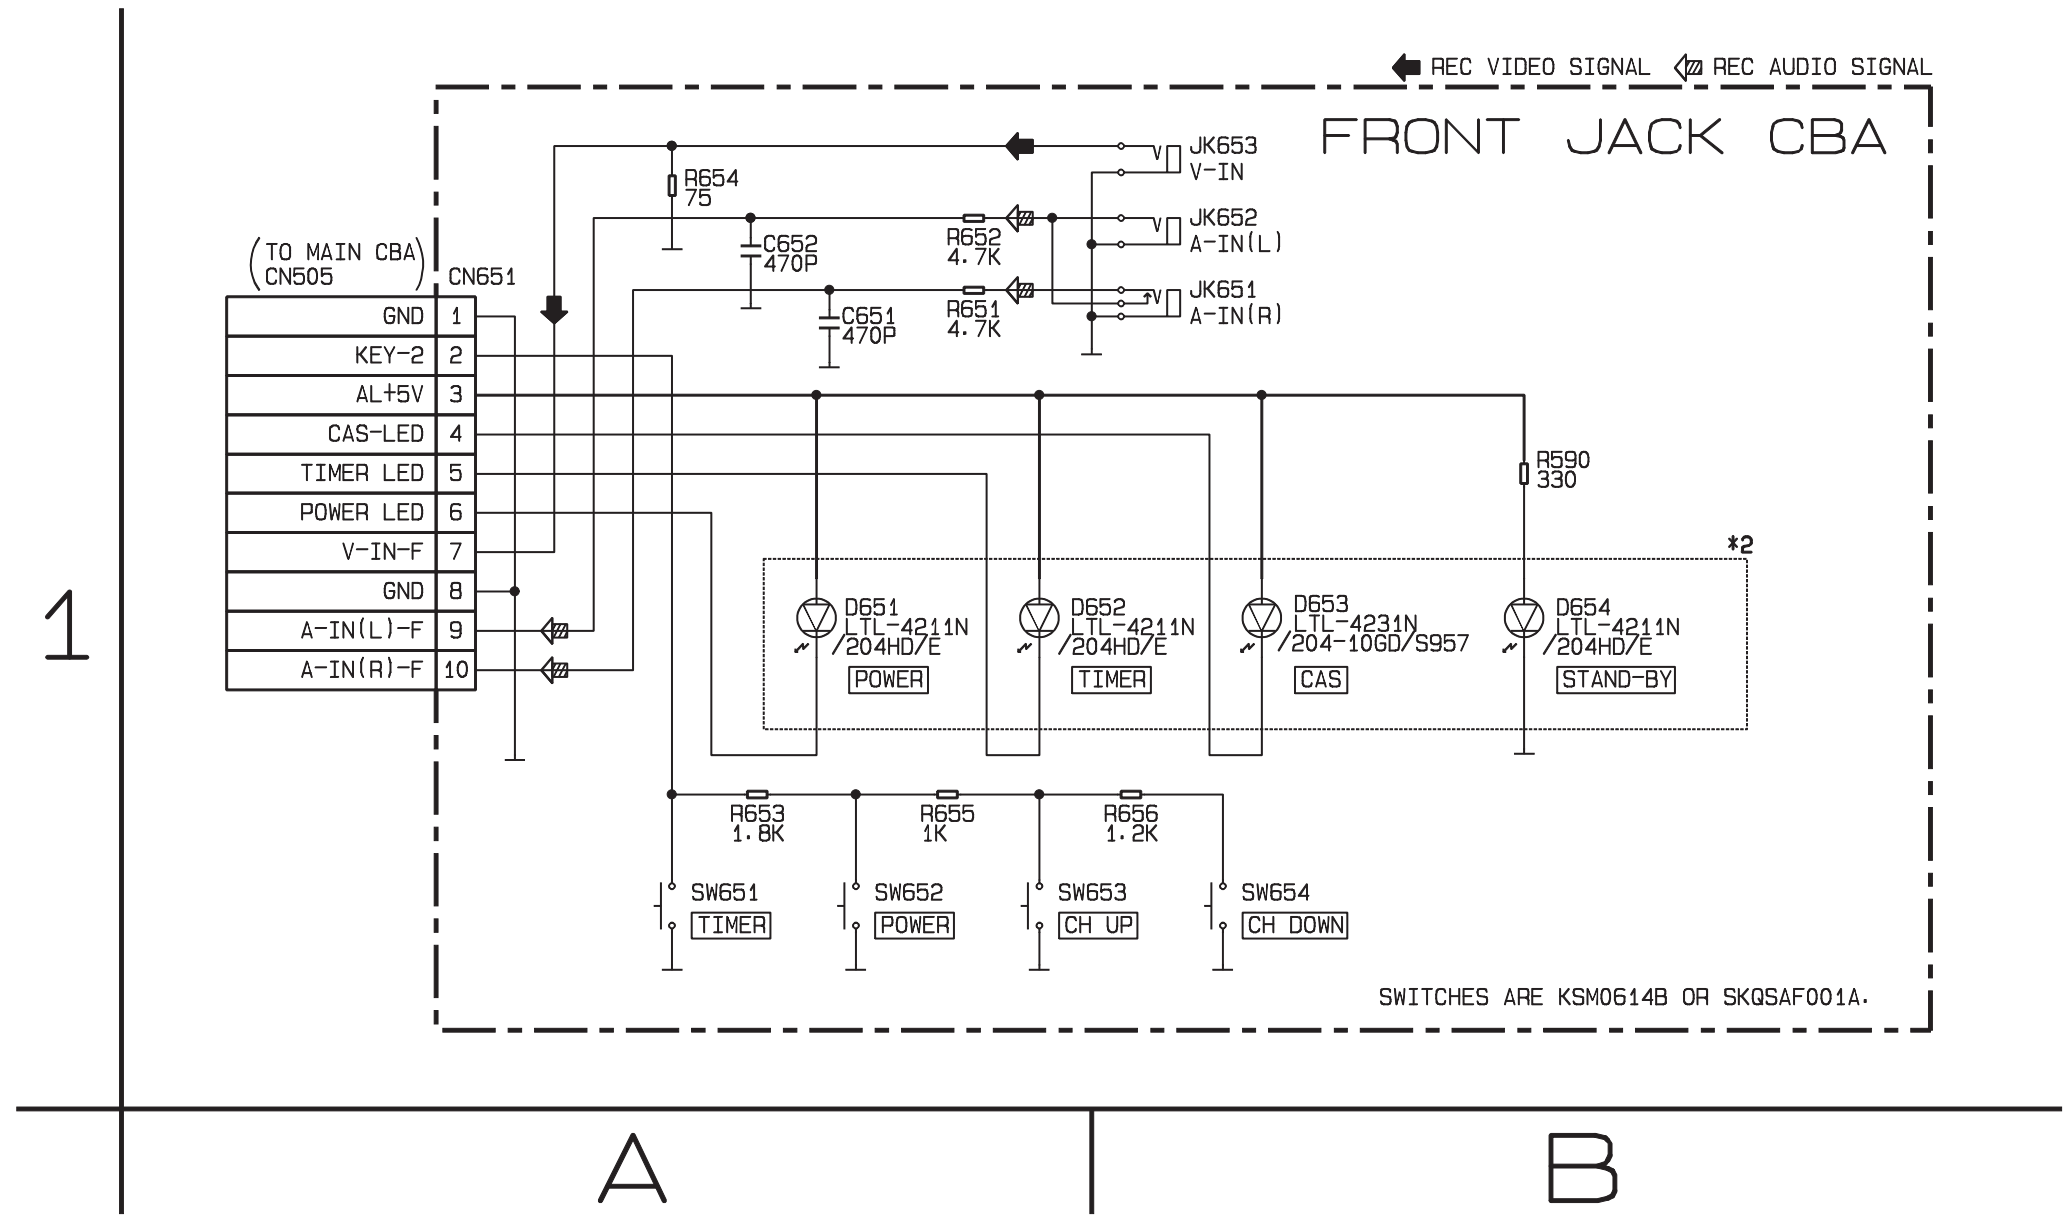 REC VIDEO SIGNAL REC AUDIO SIGNAL
FRONT JACK CBA
JK653
V-IN
R654
75
JK652
A-IN(L)
C652
470P
R652
4.7K
(TO MAIN CBA)
CN505
CN651
JK651
A-IN(R)
C651
470P
R651
4.7K
GND 1
KEY-2 2
AL+5V 3
CAS-LED 4
TIMER LED 5
POWER LED 6
V-IN-F 7
GND 8
A-IN(L)-F 9
A-IN(R)-F 10
R590
330
*2
D651
LTL-4211N
/204HD/E
POWER
D652
LTL-4211N
/204HD/E
TIMER
D653
LTL-4231N
/204-10GD/S957
CAS
D654
LTL-4211N
/204HD/E
STAND-BY
R653
1.8K
R655
1K
R656
1.2K
SW651
TIMER
SW652
POWER
SW653
CH UP
SW654
CH DOWN
SWITCHES ARE KSM0614B OR SKQSAF001A.
1
A
B